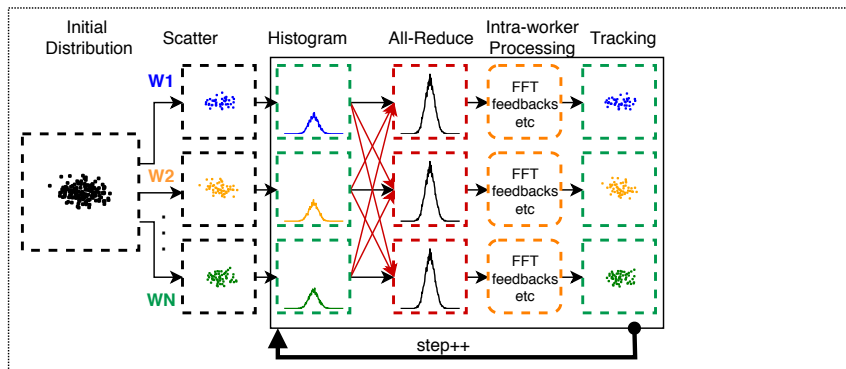 Initial
Distribution
Scatter
Histogram
All-Reduce
Intra-worker
Processing
Tracking
W1
FFT
feedbacks
etc
W2
FFT
feedbacks
etc
WN
FFT
feedbacks
etc
step++